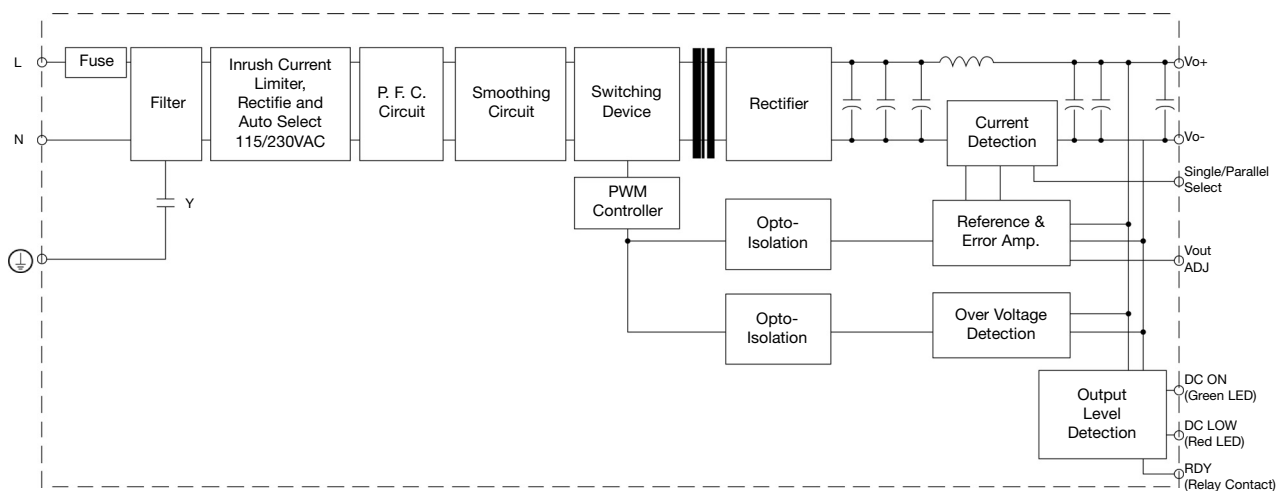 L
Fuse
Filter
Inrush Current
Limiter,
Rectifie and
Auto Select
115/230VAC
P. F. C.
Circuit
Smoothing
Circuit
Switching
Device
Rectifier
Current
Detection
Vo+
N
Vo-
Single/Parallel
Select
Y
PWM
Controller
Opto-
Isolation
Reference &
Error Amp.
Vout
ADJ
Opto-
Isolation
Over Voltage
Detection
Output
Level
Detection
DC ON
(Green LED)
DC LOW
(Red LED)
RDY
(Relay Contact)